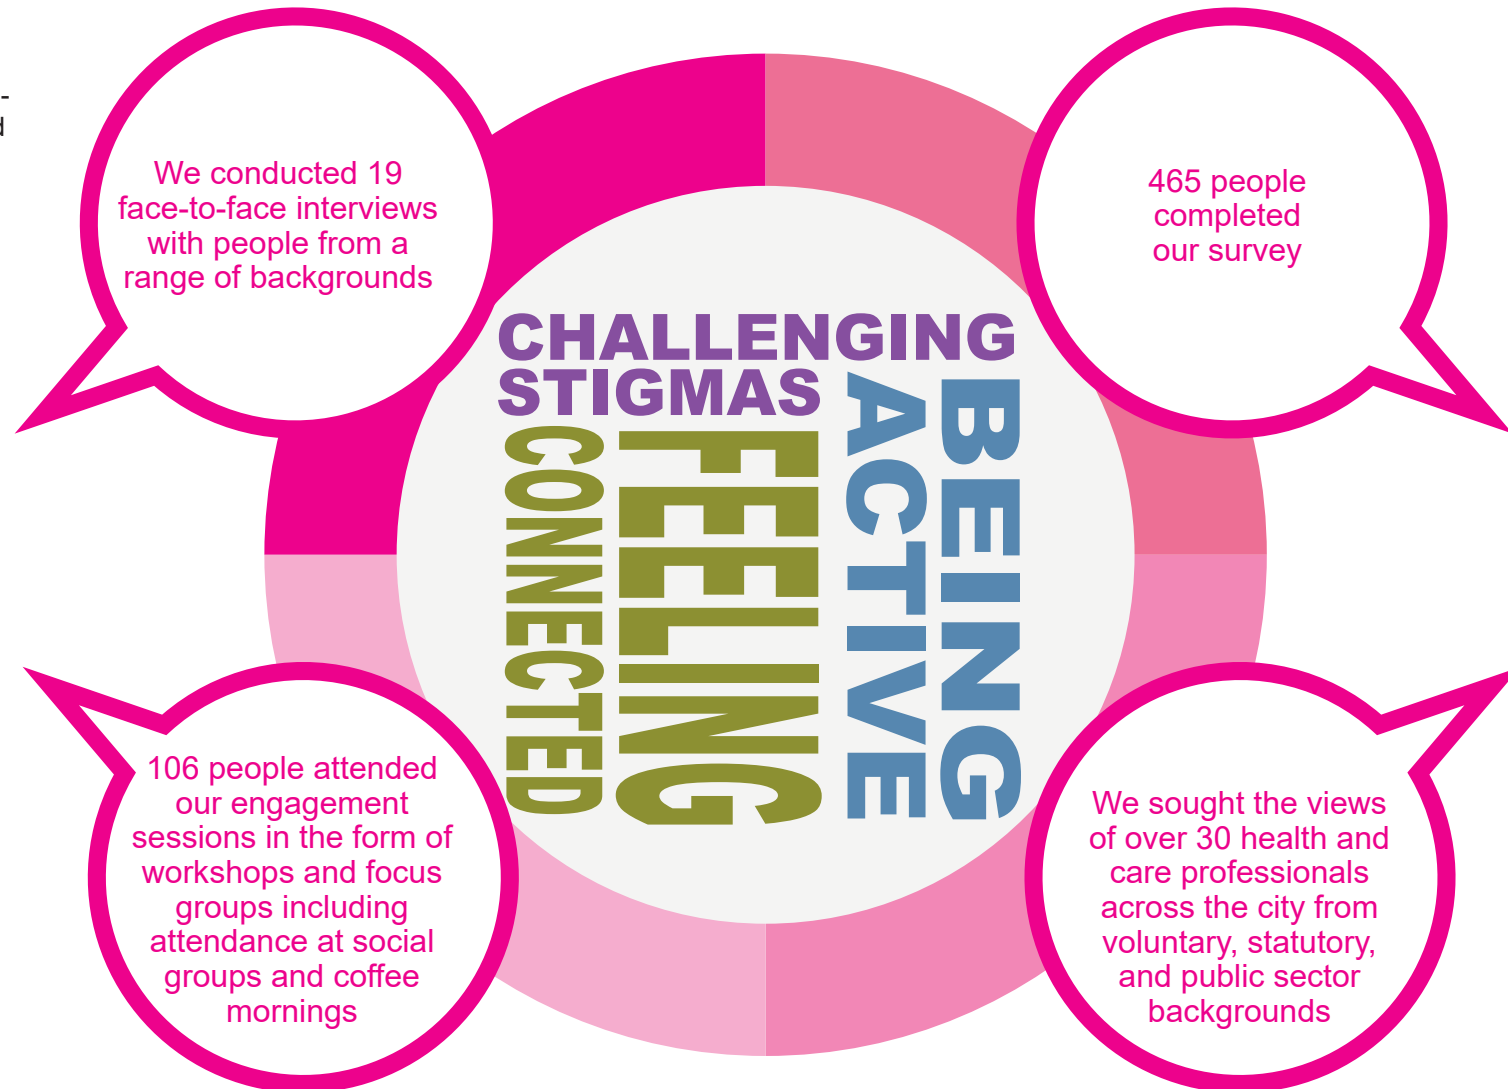 We conducted 19
face-to-face interviews
with people from a
range of backgrounds
465 people
completed
our survey
CHALLENGING
STIGMAS
FEELING
CONNECTED
BEING
ACTIVE
106 people attended
our engagement
sessions in the form of
workshops and focus
groups including
attendance at social
groups and coffee
mornings
We sought the views
of over 30 health and
care professionals
across the city from
voluntary, statutory,
and public sector
backgrounds